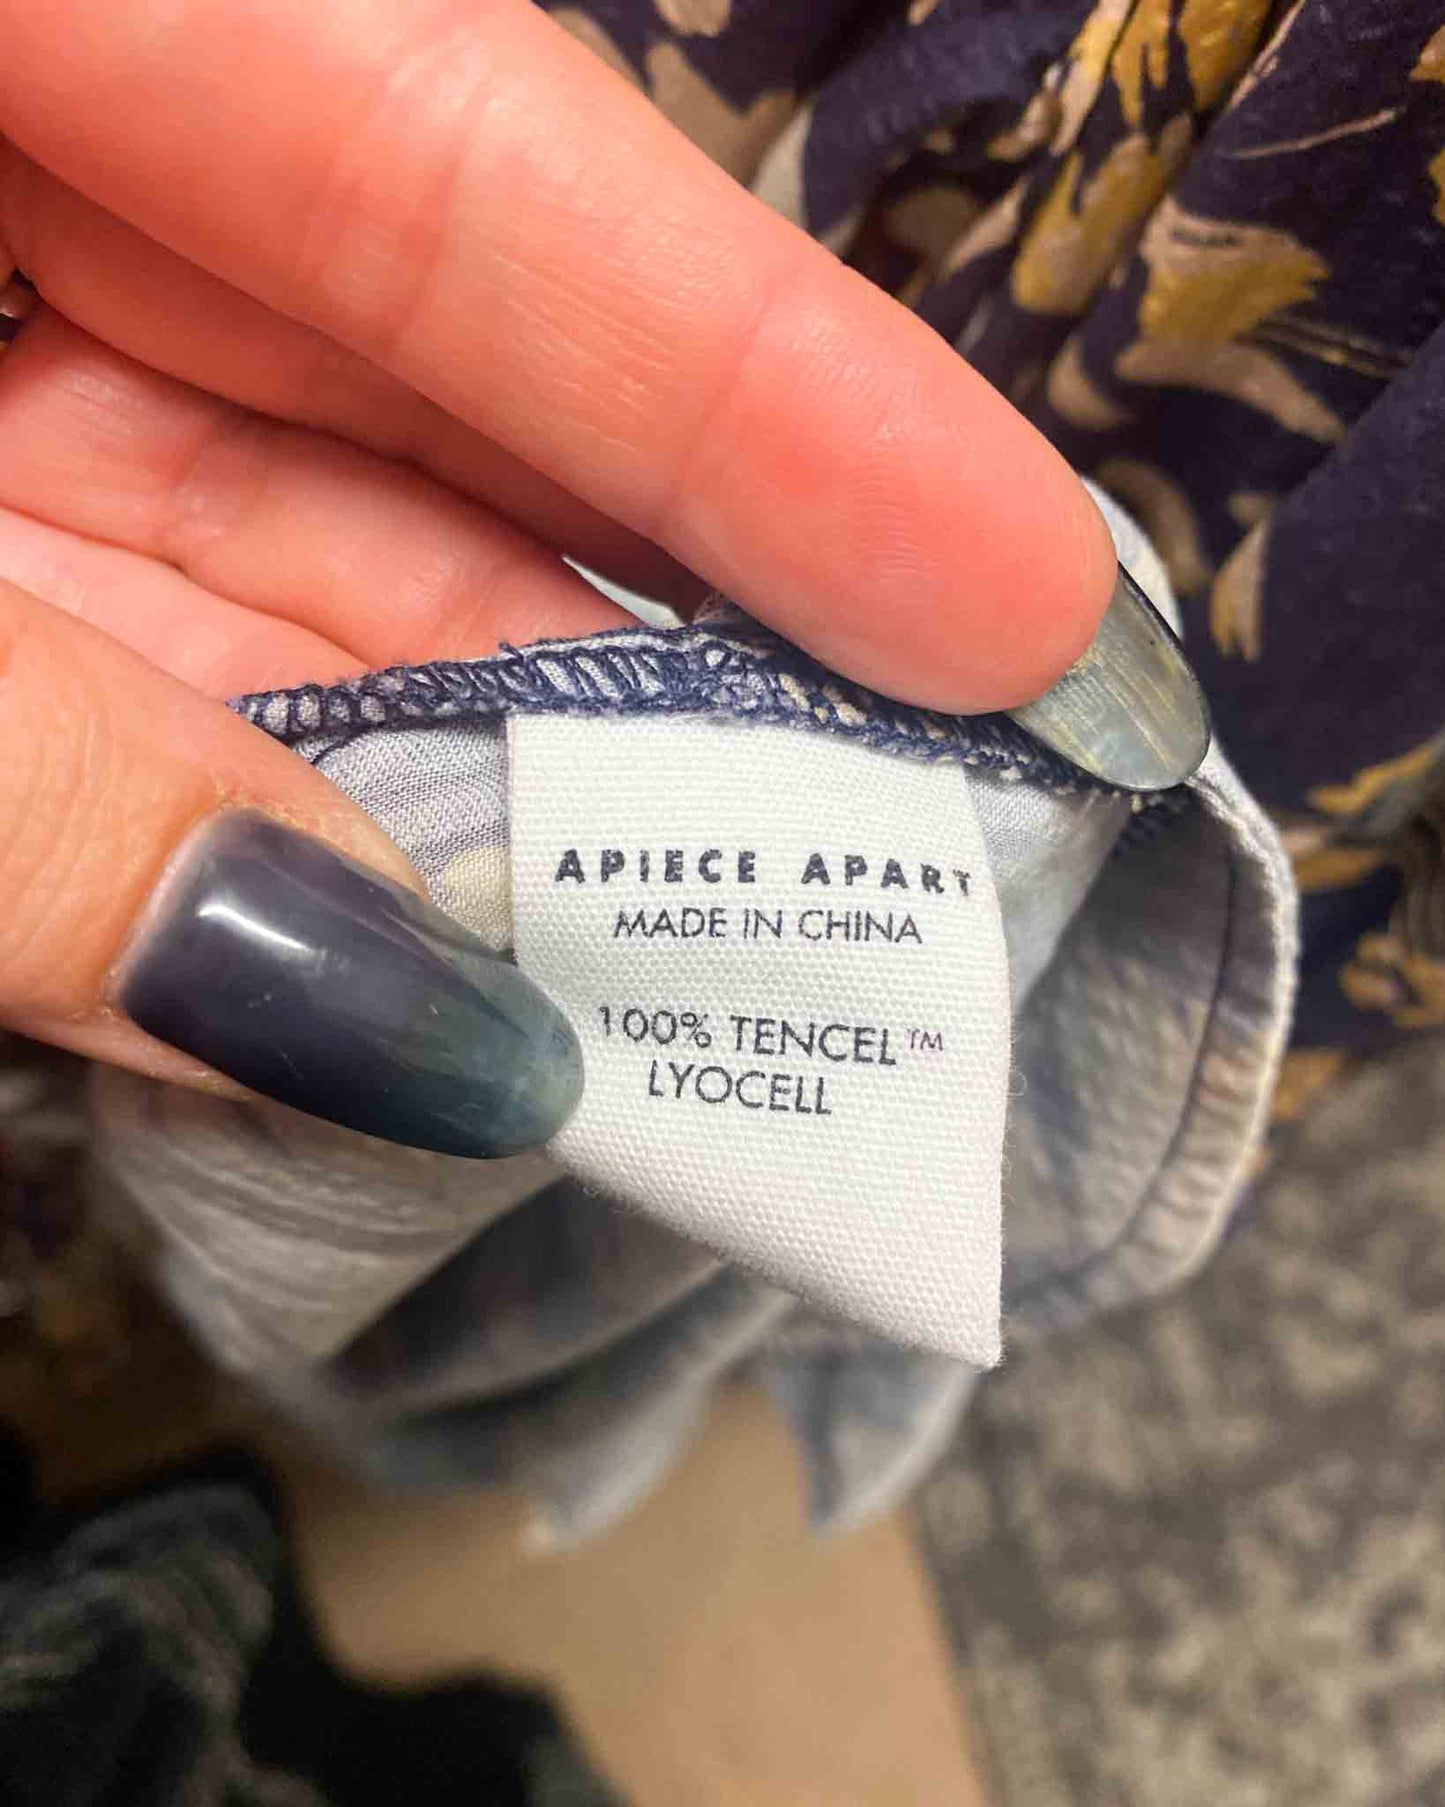 APIECE APART
MADE IN CHINA
100% TENCEL™
LYOCELL